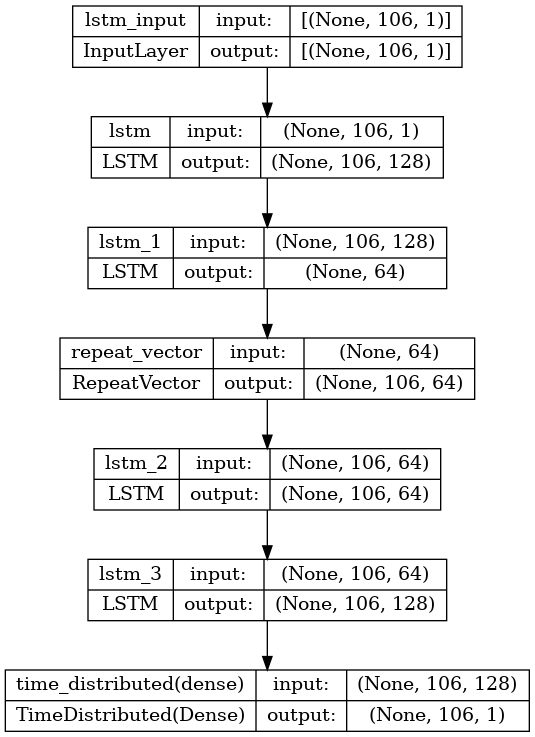 lstm_input input: [(None, 106, 1)]
InputLayer output: [(None, 106, 1)]
lstm input: (None, 106, 1)
LSTM output: (None, 106, 128)
lstm_1 input: (None, 106, 128)
LSTM output: (None, 64)
repeat_vector input: (None, 64)
RepeatVector output: (None, 106, 64)
lstm_2 input: (None, 106, 64)
LSTM output: (None, 106, 64)
lstm_3 input: (None, 106, 64)
LSTM output: (None, 106, 128)
time_distributed(dense) input: (None, 106, 128)
TimeDistributed(Dense) output: (None, 106, 1)